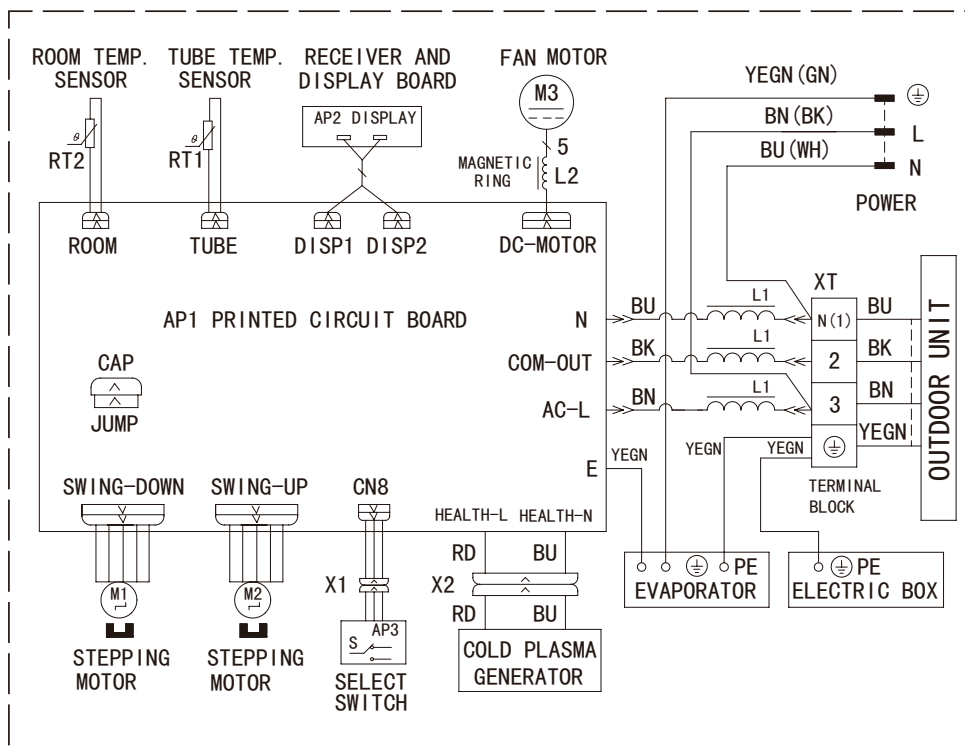 ROOM TEMP.
SENSOR
TUBE TEMP.
SENSOR
RECEIVER AND
DISPLAY BOARD
FAN MOTOR
YEGN(GN)
BN(BK)
BU(WH)
L
N
POWER
AP2 DISPLAY
M3
θ
RT2
θ
RT1
5
MAGNETIC
RING
L2
ROOM
TUBE
DISP1
DISP2
DC-MOTOR
AP1 PRINTED CIRCUIT BOARD
N
BU
L1
XT
N(1)
BU
COM-OUT
BK
L1
2
BK
AC-L
BN
L1
3
BN
YEGN
OUTDOOR UNIT
CAP
JUMP
E
YEGN
YEGN
YEGN
TERMINAL
BLOCK
SWING-DOWN
SWING-UP
CN8
HEALTH-L
HEALTH-N
RD
BU
X1
X2
RD
BU
M1
M2
S
AP3
STEPPING
MOTOR
STEPPING
MOTOR
SELECT
SWITCH
COLD PLASMA
GENERATOR
PE
EVAPORATOR
PE
ELECTRIC BOX